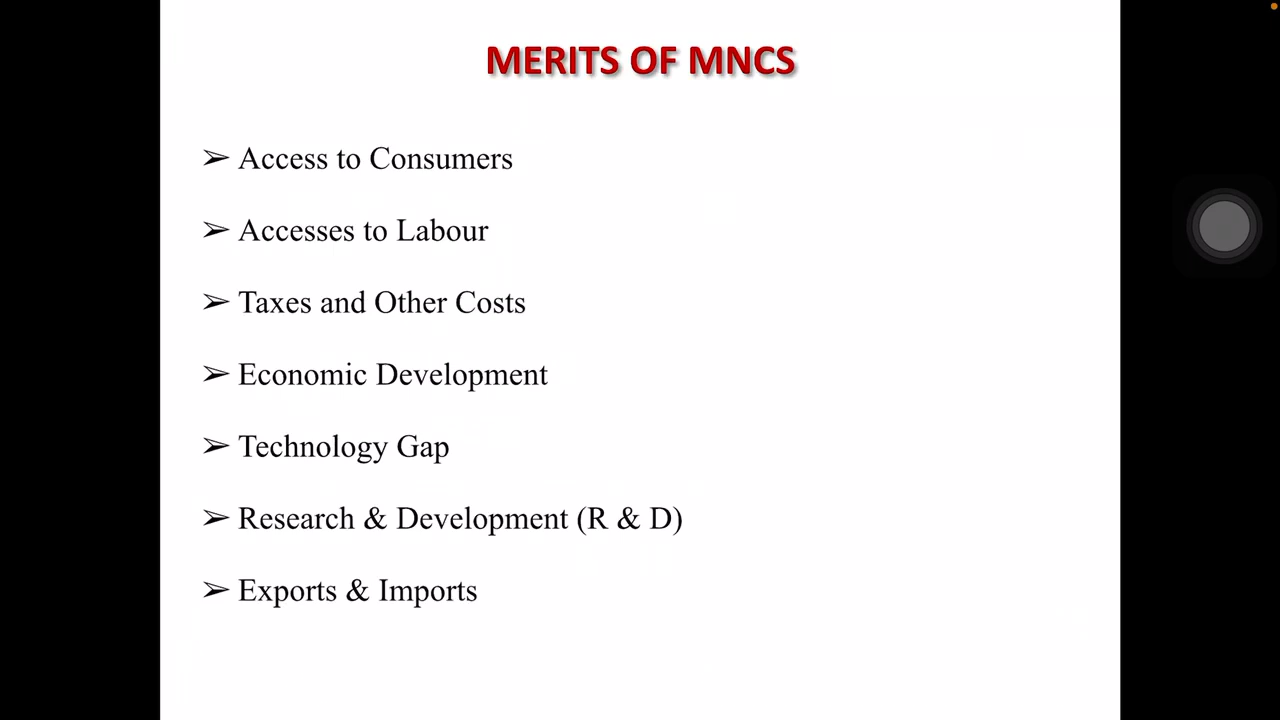 MERITS OF MNCS
➢ Access to Consumers
➢ Accesses to Labour
➢ Taxes and Other Costs
➢ Economic Development
➢ Technology Gap
➢ Research & Development (R & D)
➢ Exports & Imports